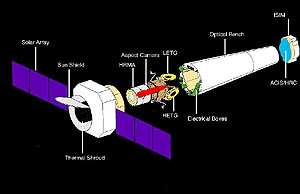 ISIM
Optical Bench
Solar Array
LETG
Aspect Camera
Sun Shield
HRMA
ACIS/HRC
HETG
Electrical Boxes
Thermal Shroud